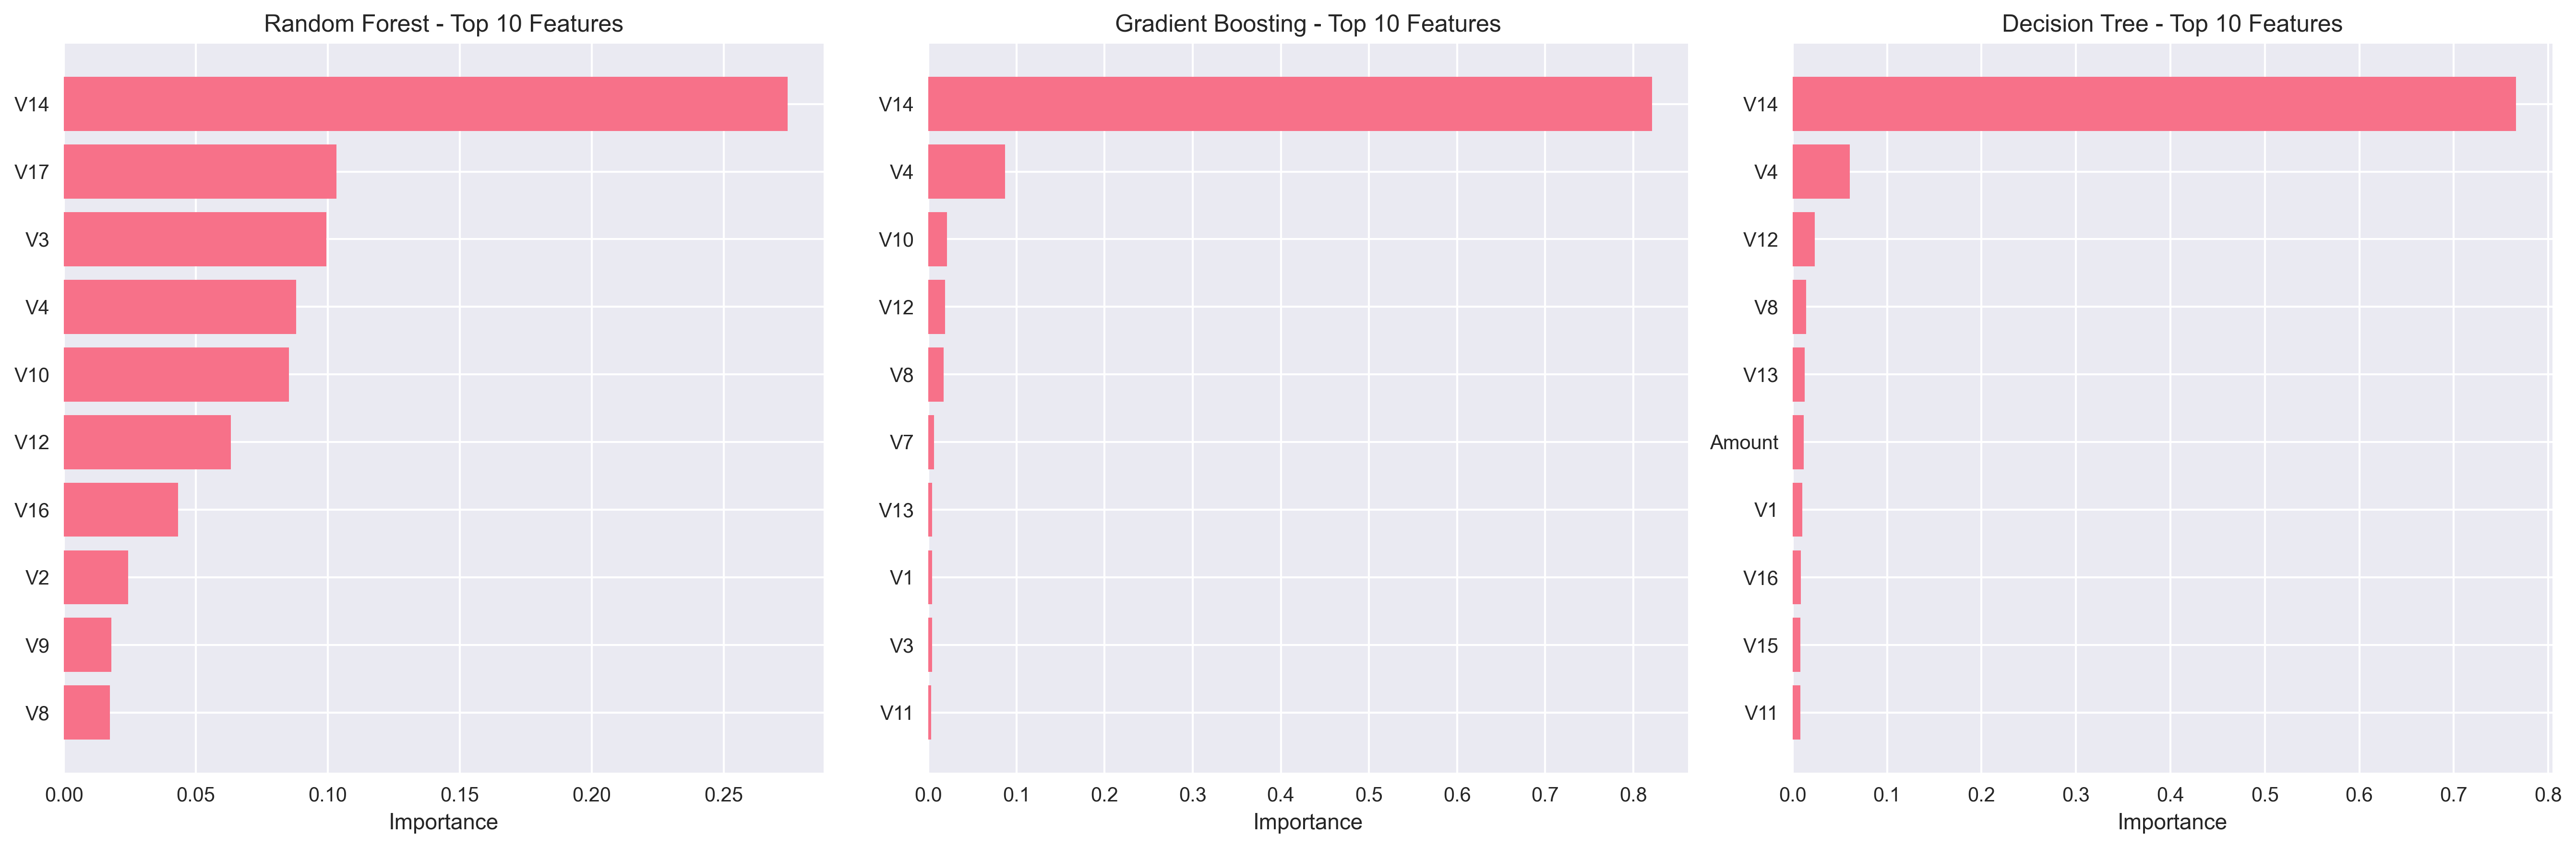 Random Forest - Top 10 Features
V14
V17
V3
V4
V10
V12
V16
V2
V9
V8
0.00 0.05 0.10 0.15 0.20 0.25
Importance
Gradient Boosting - Top 10 Features
V14
V4
V10
V12
V8
V7
V13
V1
V3
V11
0.0 0.1 0.2 0.3 0.4 0.5 0.6 0.7 0.8
Importance
Decision Tree - Top 10 Features
V14
V4
V12
V8
V13
Amount
V1
V16
V15
V11
0.0 0.1 0.2 0.3 0.4 0.5 0.6 0.7 0.8
Importance